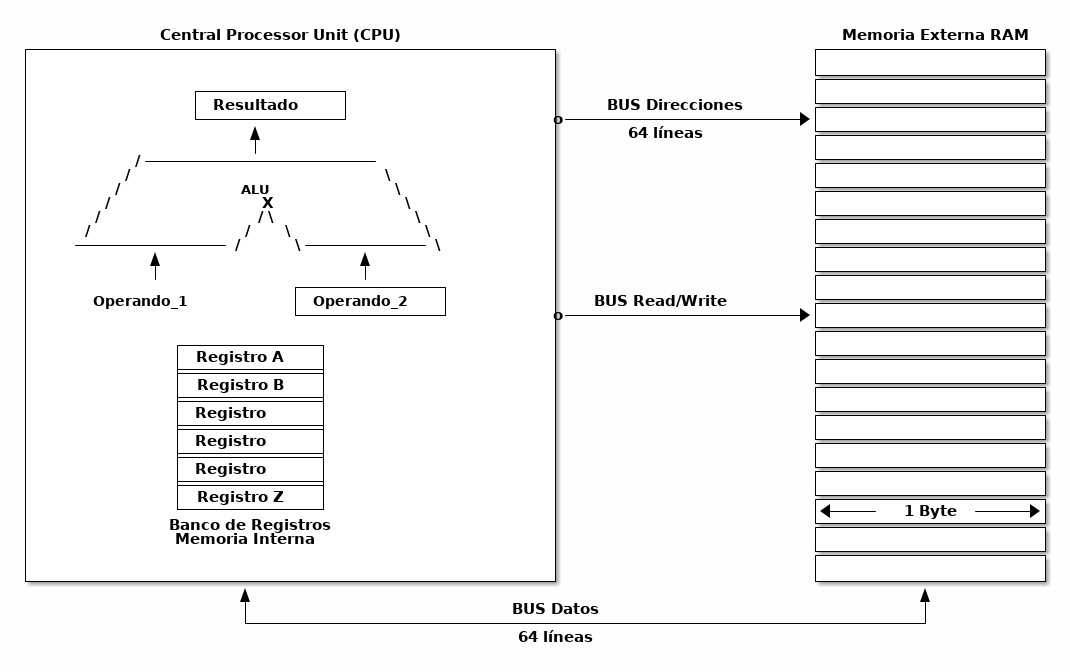 Central Processor Unit (CPU)
Memoria Externa RAM
Resultado
BUS Direcciones
64 líneas
ALU
X
Operando_1
Operando_2
BUS Read/Write
Registro A
Registro B
Registro
Registro
Registro
Registro Z
Banco de Registros
Memoria Interna
1 Byte
BUS Datos
64 líneas